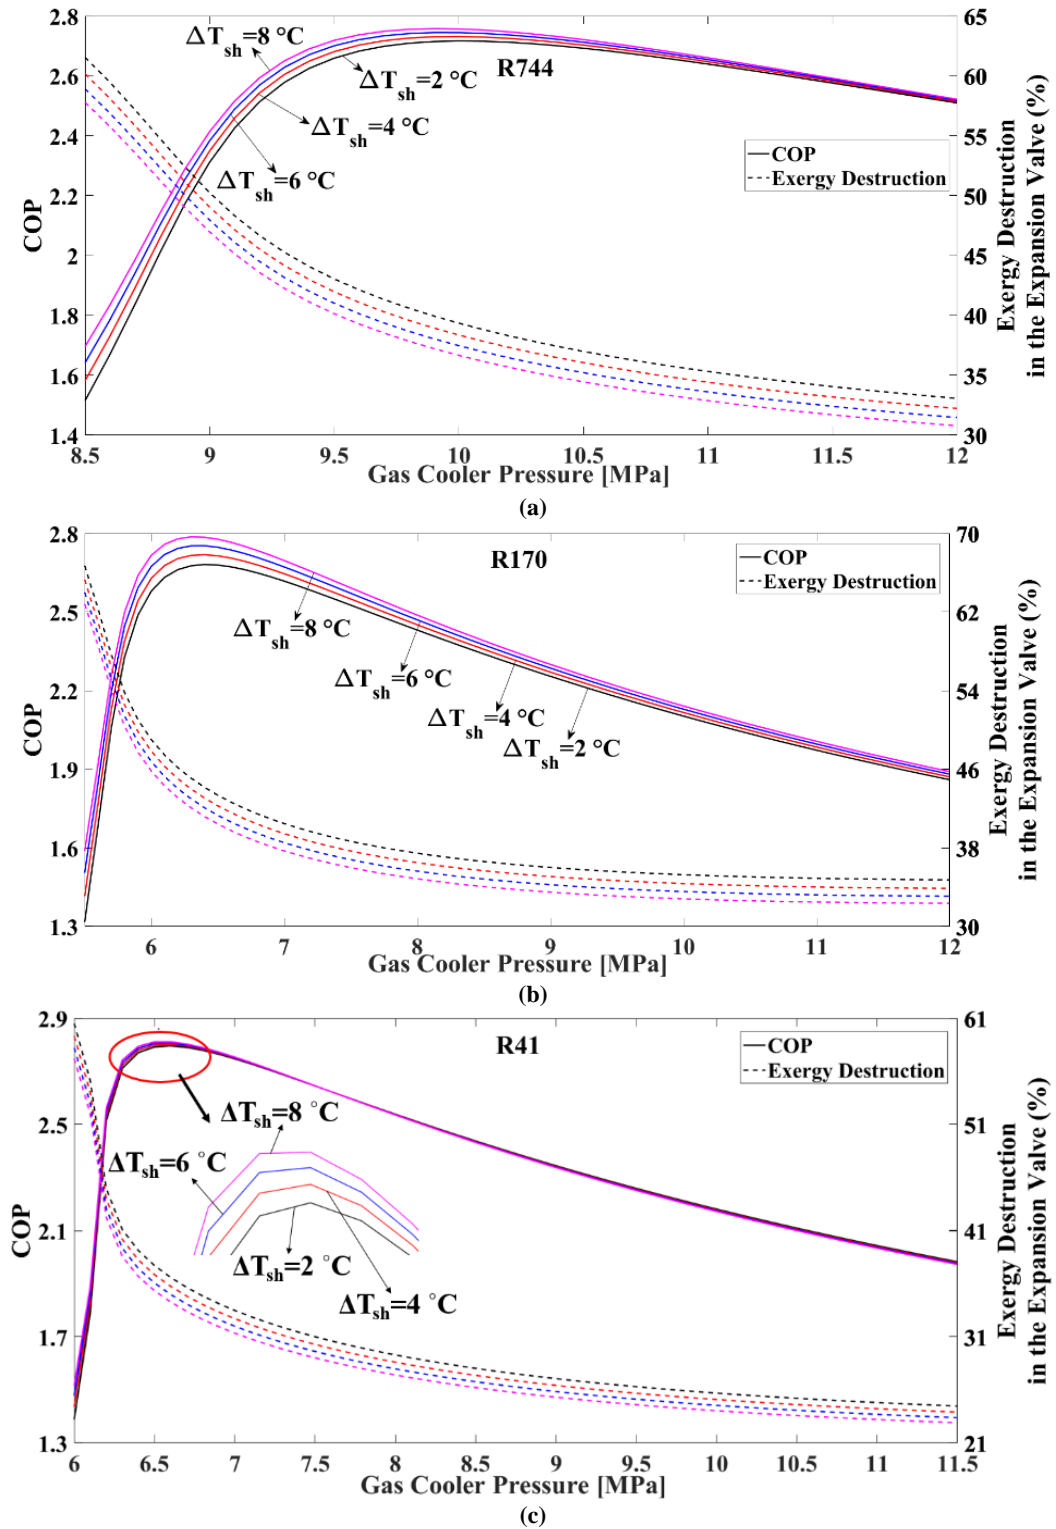 2.8
2.6
2.4
2.2
2
1.8
1.6
1.4
COP
65
60
55
50
45
40
35
30
Exergy Destruction
in the Expansion Valve (%)
ΔTsh=8 °C
ΔTsh=2 °C
ΔTsh=4 °C
ΔTsh=6 °C
R744
COP
Exergy Destruction
8.5 9 9.5 10 10.5 11 11.5 12
Gas Cooler Pressure [MPa]
(a)
2.8
2.5
2.2
1.9
1.6
1.3
COP
70
62
54
46
38
30
Exergy Destruction
in the Expansion Valve (%)
R170
COP
Exergy Destruction
ΔTsh=8 °C
ΔTsh=6 °C
ΔTsh=4 °C
ΔTsh=2 °C
6 7 8 9 10 11 12
Gas Cooler Pressure [MPa]
(b)
2.9
2.5
2.1
1.7
1.3
COP
61
51
41
31
21
Exergy Destruction
in the Expansion Valve (%)
R41
COP
Exergy Destruction
ΔTsh=8 °C
ΔTsh=6 °C
ΔTsh=2 °C
ΔTsh=4 °C
6 6.5 7 7.5 8 8.5 9 9.5 10 10.5 11 11.5
Gas Cooler Pressure [MPa]
(c)